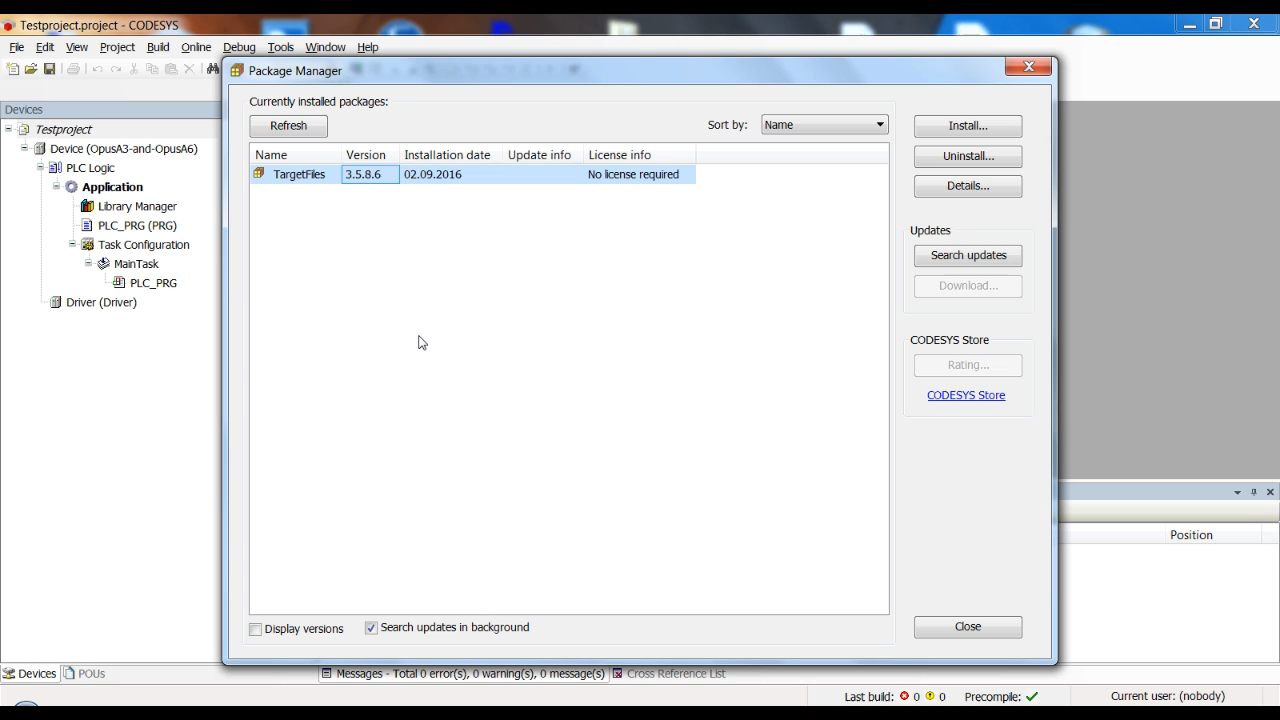 Testproject.project - CODESYS
File Edit View Project Build Online Debug Tools Window Help
Package Manager
Devices
Testproject
Device (OpusA3-and-OpusA6)
PLC Logic
Application
Library Manager
PLC_PRG (PRG)
Task Configuration
MainTask
PLC_PRG
Driver (Driver)
Currently installed packages:
Refresh
Sort by: Name
Name Version Installation date Update info License info
TargetFiles 3.5.8.6 02.09.2016 No license required
Install...
Uninstall...
Details...
Updates
Search updates
Download...
CODESYS Store
Rating...
CODESYS Store
Position
Display versions Search updates in background
Close
Devices POUs
Messages - Total 0 error(s), 0 warning(s), 0 message(s) Cross Reference List
Last build: 0 0 Precompile: Current user: (nobody)